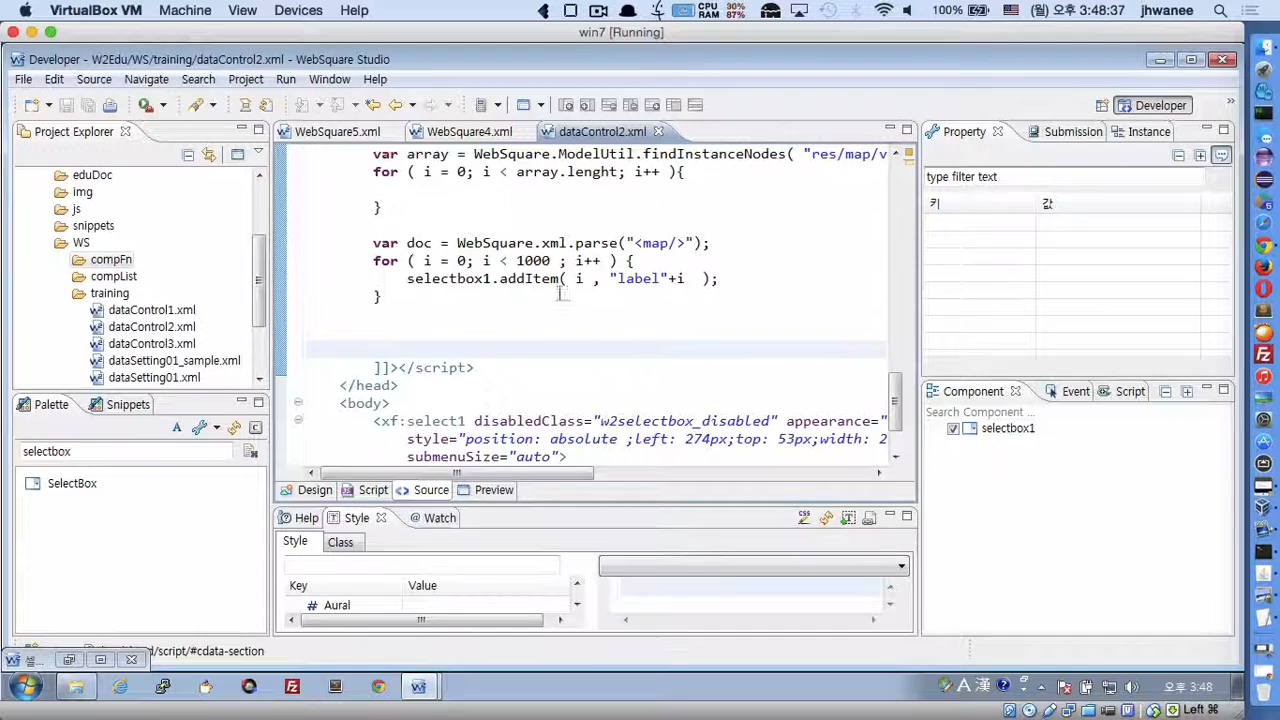 VirtualBox VM Machine View Devices Help
CPU 30%
RAM 87%
100% (월) 오후 3:48:37 jhwanee
win7 [Running]
Developer - W2Edu/WS/training/dataControl2.xml - WebSquare Studio
File Edit Source Navigate Search Project Run Window Help
Developer
Project Explorer
WebSquare5.xml WebSquare4.xml dataControl2.xml
Property Submission Instance
type filter text
키 값
eduDoc
img
js
snippets
WS
compFn
compList
training
dataControl1.xml
dataControl2.xml
dataControl3.xml
dataSetting01_sample.xml
dataSetting01.xml
var array = WebSquare.ModelUtil.findInstanceNodes( "res/map/v
for ( i = 0; i < array.lenght; i++ ){
}
var doc = WebSquare.xml.parse("<map/>");
for ( i = 0; i < 1000 ; i++ ) {
selectbox1.addItem( i , "label"+i );
}
]]></script>
</head>
<body>
<xf:select1 disabledClass="w2selectbox_disabled" appearance="
style="position: absolute ;left: 274px;top: 53px;width: 2
submenuSize="auto">
Design Script Source Preview
Palette Snippets
selectbox
SelectBox
Component Event Script
Search Component ...
selectbox1
Help Style Watch
Style Class
Key Value
Aural
/script/#cdata-section
오후 3:48
Left ⌘